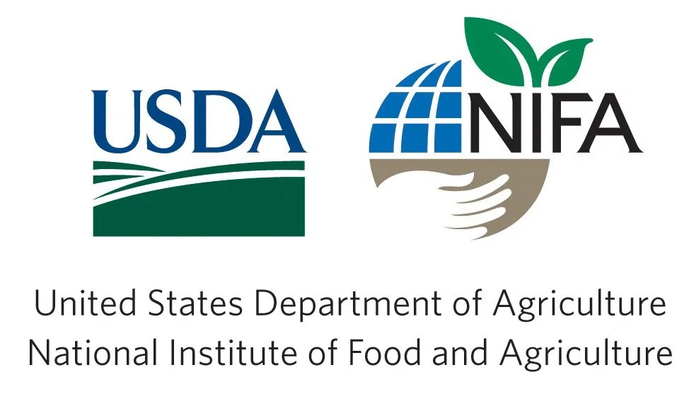 USDA
NIFA
United States Department of Agriculture
National Institute of Food and Agriculture